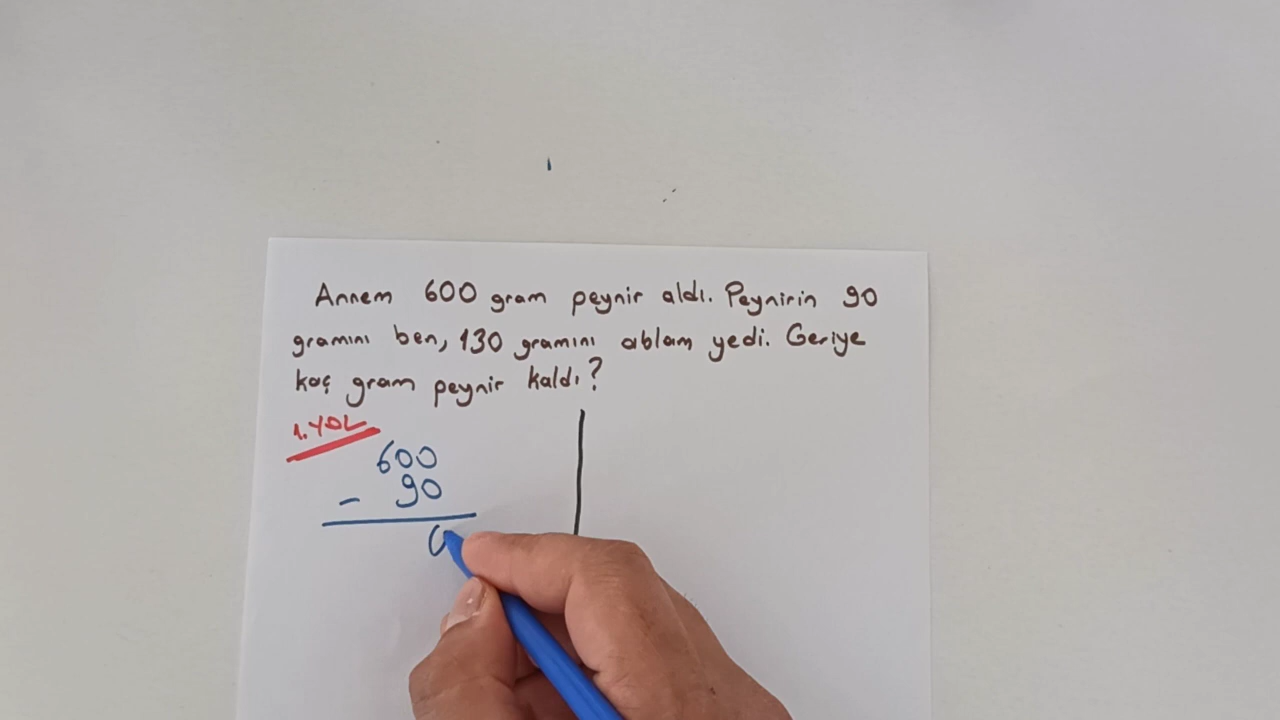 Annem 600 gram peynir aldı. Peynirin 90
gramını ben, 130 gramını ablam yedi. Geriye
kaç gram peynir kaldı?
1. YOL
600
- 90
0